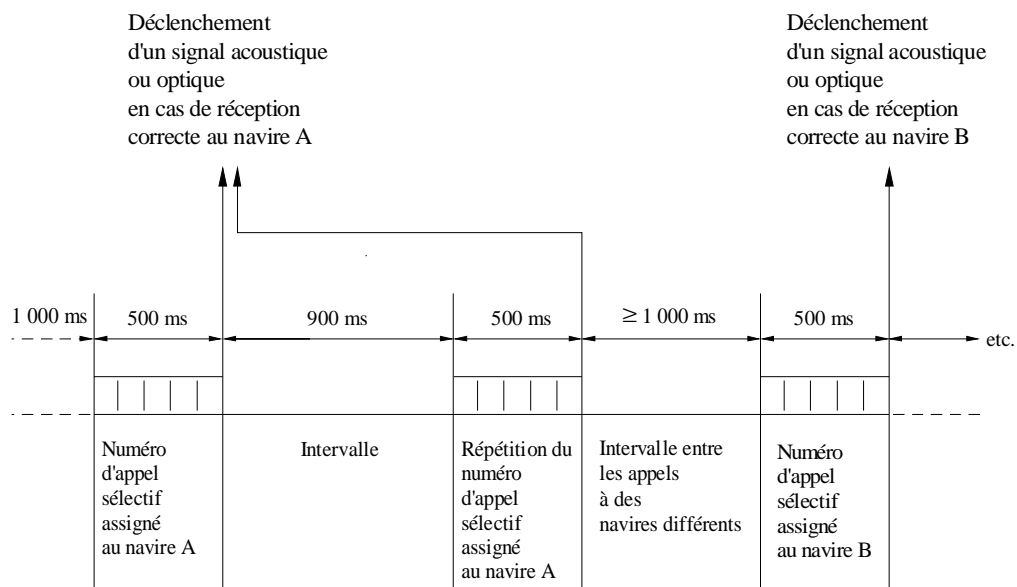 Déclenchement
d'un signal acoustique
ou optique
en cas de réception
correcte au navire A
Déclenchement
d'un signal acoustique
ou optique
en cas de réception
correcte au navire B
1 000 ms
500 ms
900 ms
500 ms
≥ 1 000 ms
500 ms
etc.
Numéro
d'appel
sélectif
assigné
au navire A
Intervalle
Répétition du
numéro
d'appel
sélectif
assigné
au navire A
Intervalle entre
les appels
à des
navires différents
Numéro
d'appel
sélectif
assigné
au navire B